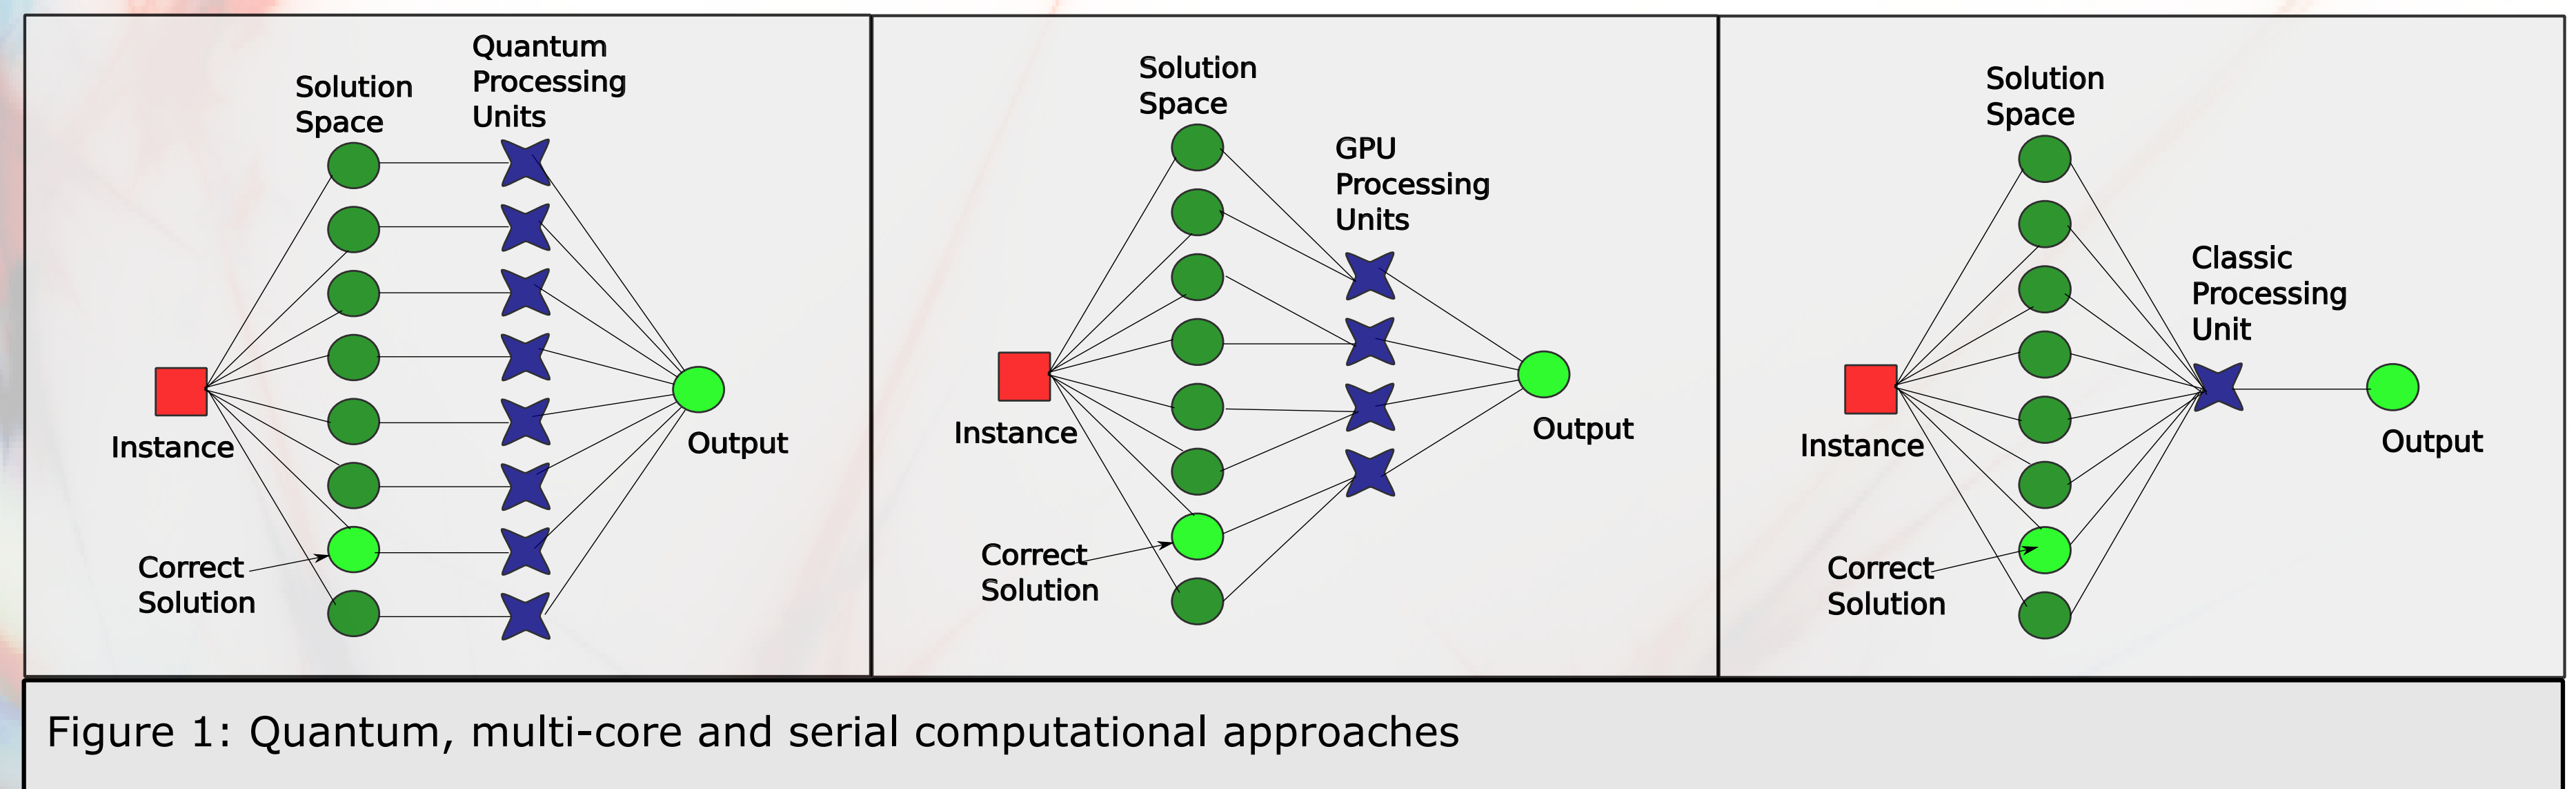 Solution
Space
Quantum
Processing
Units
Instance
Correct
Solution
Output
Solution
Space
GPU
Processing
Units
Instance
Correct
Solution
Output
Solution
Space
Classic
Processing
Unit
Instance
Correct
Solution
Output
Figure 1: Quantum, multi-core and serial computational approaches